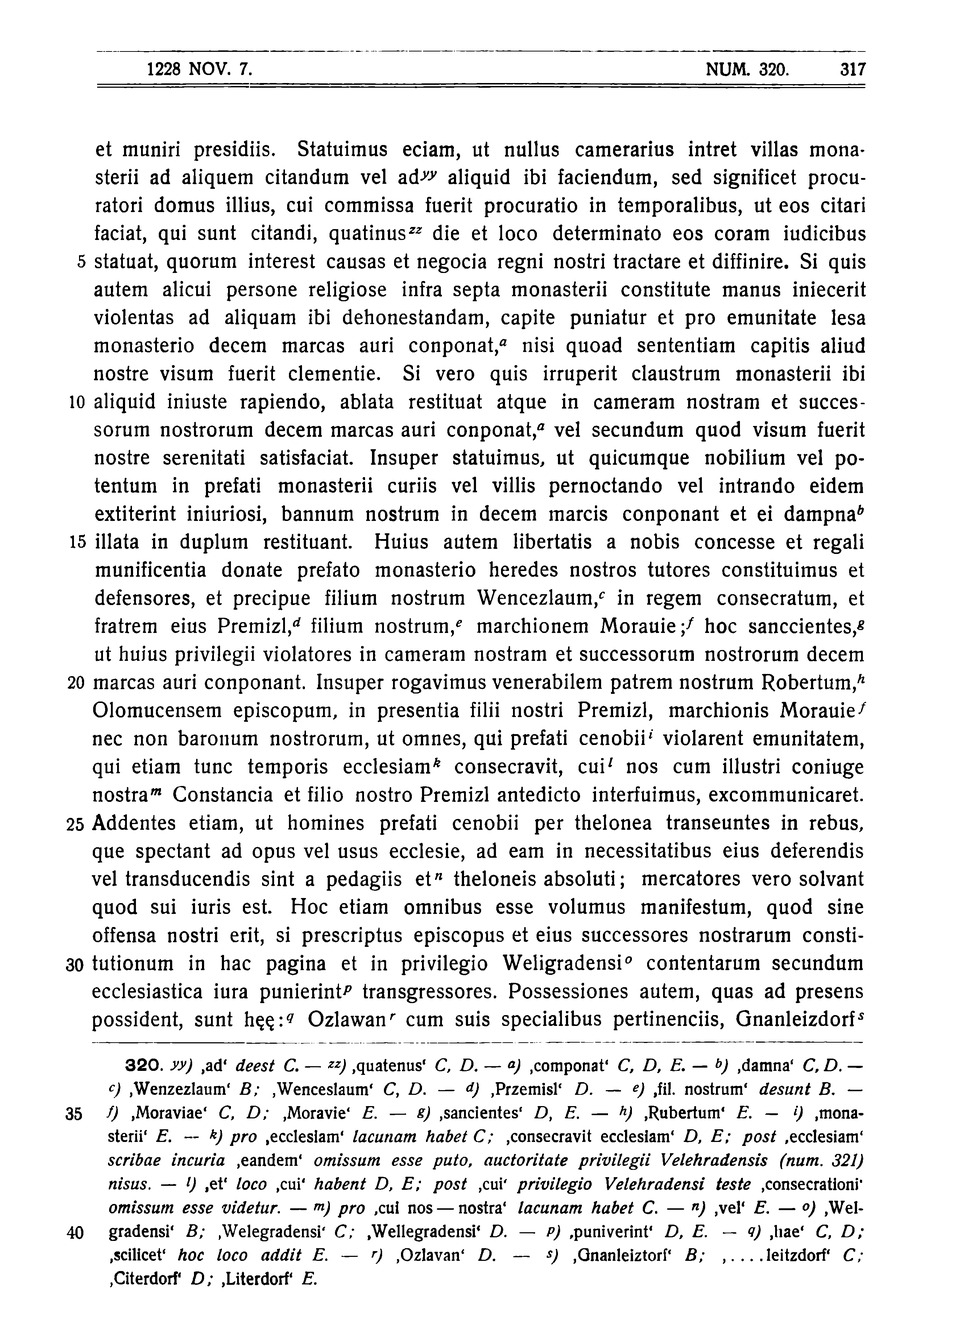 1228 NOV. 7. NUM. 320. 317
et muniri presidiis. Statuimus eciam, ut nullus camerarius intret villas mona-
sterii ad aliquem citandum vel ad^yy aliquid ibi faciendum, sed significet procu-
ratori domus illius, cui commissa fuerit procuratio in temporalibus, ut eos citari
faciat, qui sunt citandi, quatinus^zz die et loco determinato eos coram iudicibus
5 statuat, quorum interest causas et negocia regni nostri tractare et diffinire. Si quis
autem alicui persone religiose infra septa monasterii constitute manus iniecerit
violentas ad aliquam ibi dehonestandam, capite puniatur et pro emunitate lesa
monasterio decem marcas auri conponat,^a nisi quoad sententiam capitis aliud
nostre visum fuerit clementie. Si vero quis irruperit claustrum monasterii ibi
10 aliquid iniuste rapiendo, ablata restituat atque in cameram nostram et succes-
sorum nostrorum decem marcas auri conponat,^a vel secundum quod visum fuerit
nostre serenitati satisfaciat. Insuper statuimus, ut quicumque nobilium vel po-
tentum in prefati monasterii curiis vel villis pernoctando vel intrando eidem
extiterint iniuriosi, bannum nostrum in decem marcis conponant et ei dampna^b
15 illata in duplum restituant. Huius autem libertatis a nobis concesse et regali
munificentia donate prefato monasterio heredes nostros tutores constituimus et
defensores, et precipue filium nostrum Wencezlaum,^c in regem consecratum, et
fratrem eius Premizl,^d filium nostrum,^e marchionem Morauie;^f hoc sanccientes,^g
ut huius privilegii violatores in cameram nostram et successorum nostrorum decem
20 marcas auri conponant. Insuper rogavimus venerabilem patrem nostrum Robertum,^h
Olomucensem episcopum, in presentia filii nostri Premizl, marchionis Morauie^f
nec non baronum nostrorum, ut omnes, qui prefati cenobii^i violarent emunitatem,
qui etiam tunc temporis ecclesiam^k consecravit, cui^l nos cum illustri coniuge
nostra^m Constancia et filio nostro Premizl antedicto interfuimus, excommunicaret.
25 Addentes etiam, ut homines prefati cenobii per thelonea transeuntes in rebus,
que spectant ad opus vel usus ecclesie, ad eam in necessitatibus eius deferendis
vel transducendis sint a pedagiis et^n theloneis absoluti; mercatores vero solvant
quod sui iuris est. Hoc etiam omnibus esse volumus manifestum, quod sine
offensa nostri erit, si prescriptus episcopus et eius successores nostrarum consti-
30 tutionum in hac pagina et in privilegio Weligradensi^o contentarum secundum
ecclesiastica iura punierint^p transgressores. Possessiones autem, quas ad presens
possident, sunt hęę:^q Ozlawan^r cum suis specialibus pertinenciis, Gnanleizdorf^s
320. yy) ‚ad‘ deest C. — zz) ‚quatenus‘ C, D. — a) ‚componat‘ C, D, E. — b) ‚damna‘ C, D. —
c) ‚Wenzezlaum‘ B; ‚Wenceslaum‘ C, D. — d) ‚Przemisl‘ D. — e) ‚fil. nostrum‘ desunt B. —
35 f) ‚Moraviae‘ C, D; ‚Moravie‘ E. — g) ‚sancientes‘ D, E. — h) ‚Rubertum‘ E. — i) ‚mona-
sterii‘ E. — k) pro ‚ecclesiam‘ lacunam habet C; ‚consecravit ecclesiam‘ D, E; post ‚ecclesiam‘
scribae incuria ‚eandem‘ omissum esse puto, auctoritate privilegii Velehradensis (num. 321)
nisus. — l) ‚et‘ loco ‚cui‘ habent D, E; post ‚cui‘ privilegio Velehradensi teste ‚consecrationi‘
omissum esse videtur. — m) pro ‚cui nos — nostra‘ lacunam habet C. — n) ‚vel‘ E. — o) ‚Wel-
40 gradensi‘ B; ‚Welegradensi‘ C; ‚Wellegradensi‘ D. — p) ‚puniverint‘ D, E. — q) ‚hae‘ C, D;
‚scilicet‘ hoc loco addit E. — r) ‚Ozlavan‘ D. — s) ‚Gnanleiztorf‘ B; ‚....leitzdorf‘ C;
‚Citerdorf‘ D; ‚Literdorf‘ E.